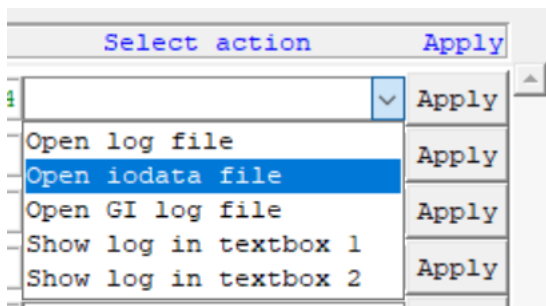 Select action Apply
4 Apply
Open log file
Apply
Open iodata file
Open GI log file Apply
Show log in textbox 1
Show log in textbox 2 Apply